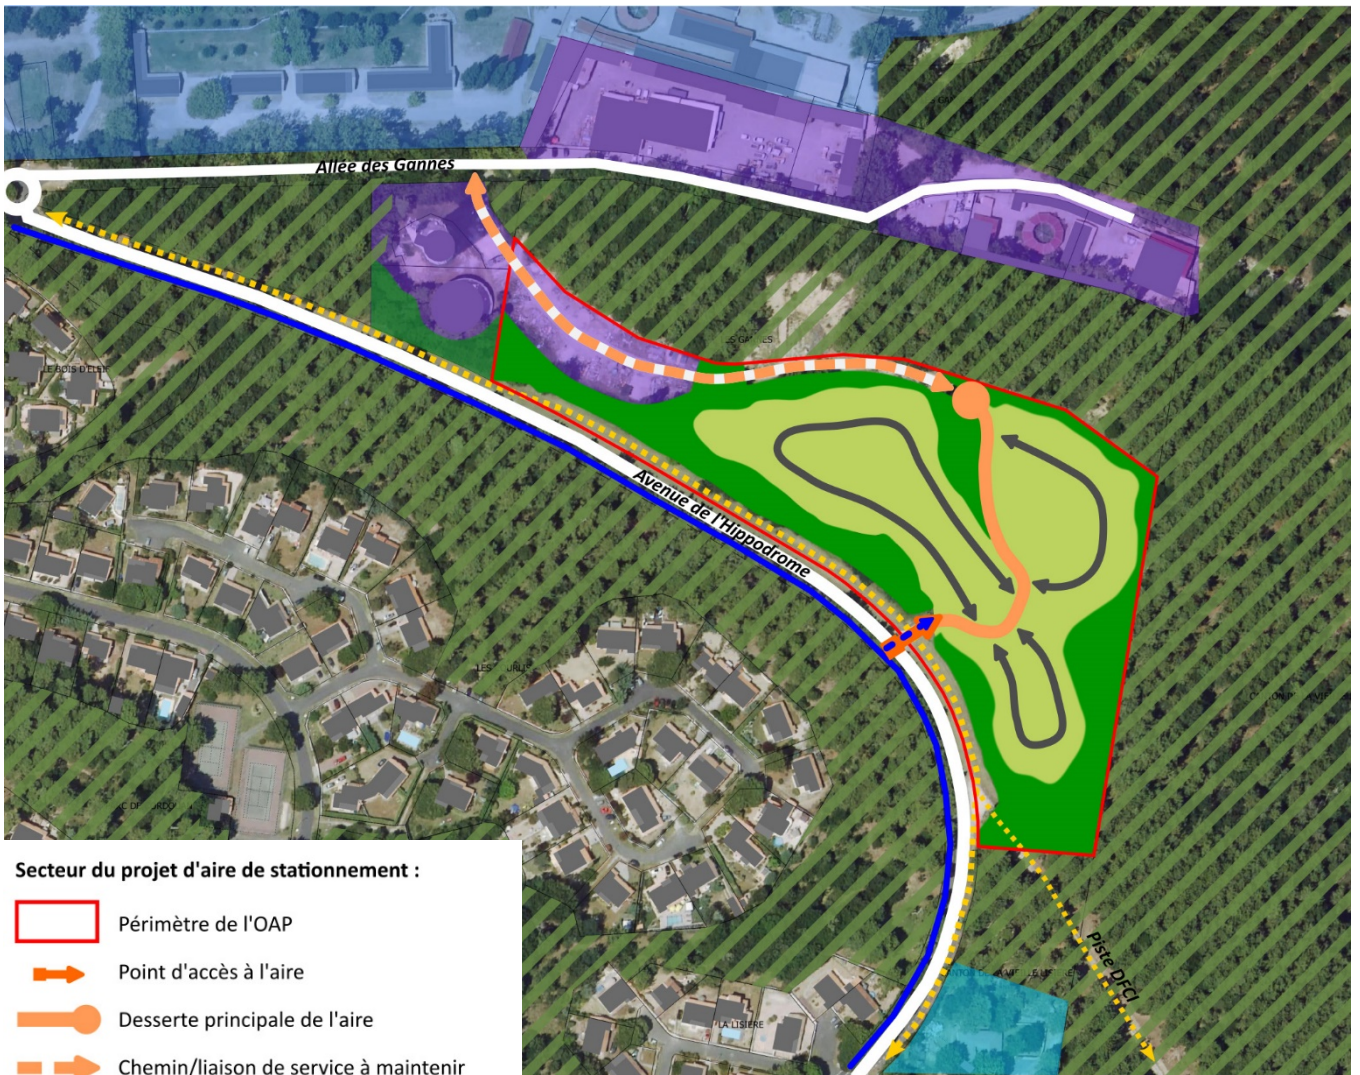 Allée des Gannes
LE BOIS D'ELEIF
Avenue de l'Hippodrome
Piste DFCI
LA LISIERE
Secteur du projet d'aire de stationnement :
Périmètre de l'OAP
Point d'accès à l'aire
Desserte principale de l'aire
Chemin/liaison de service à maintenir